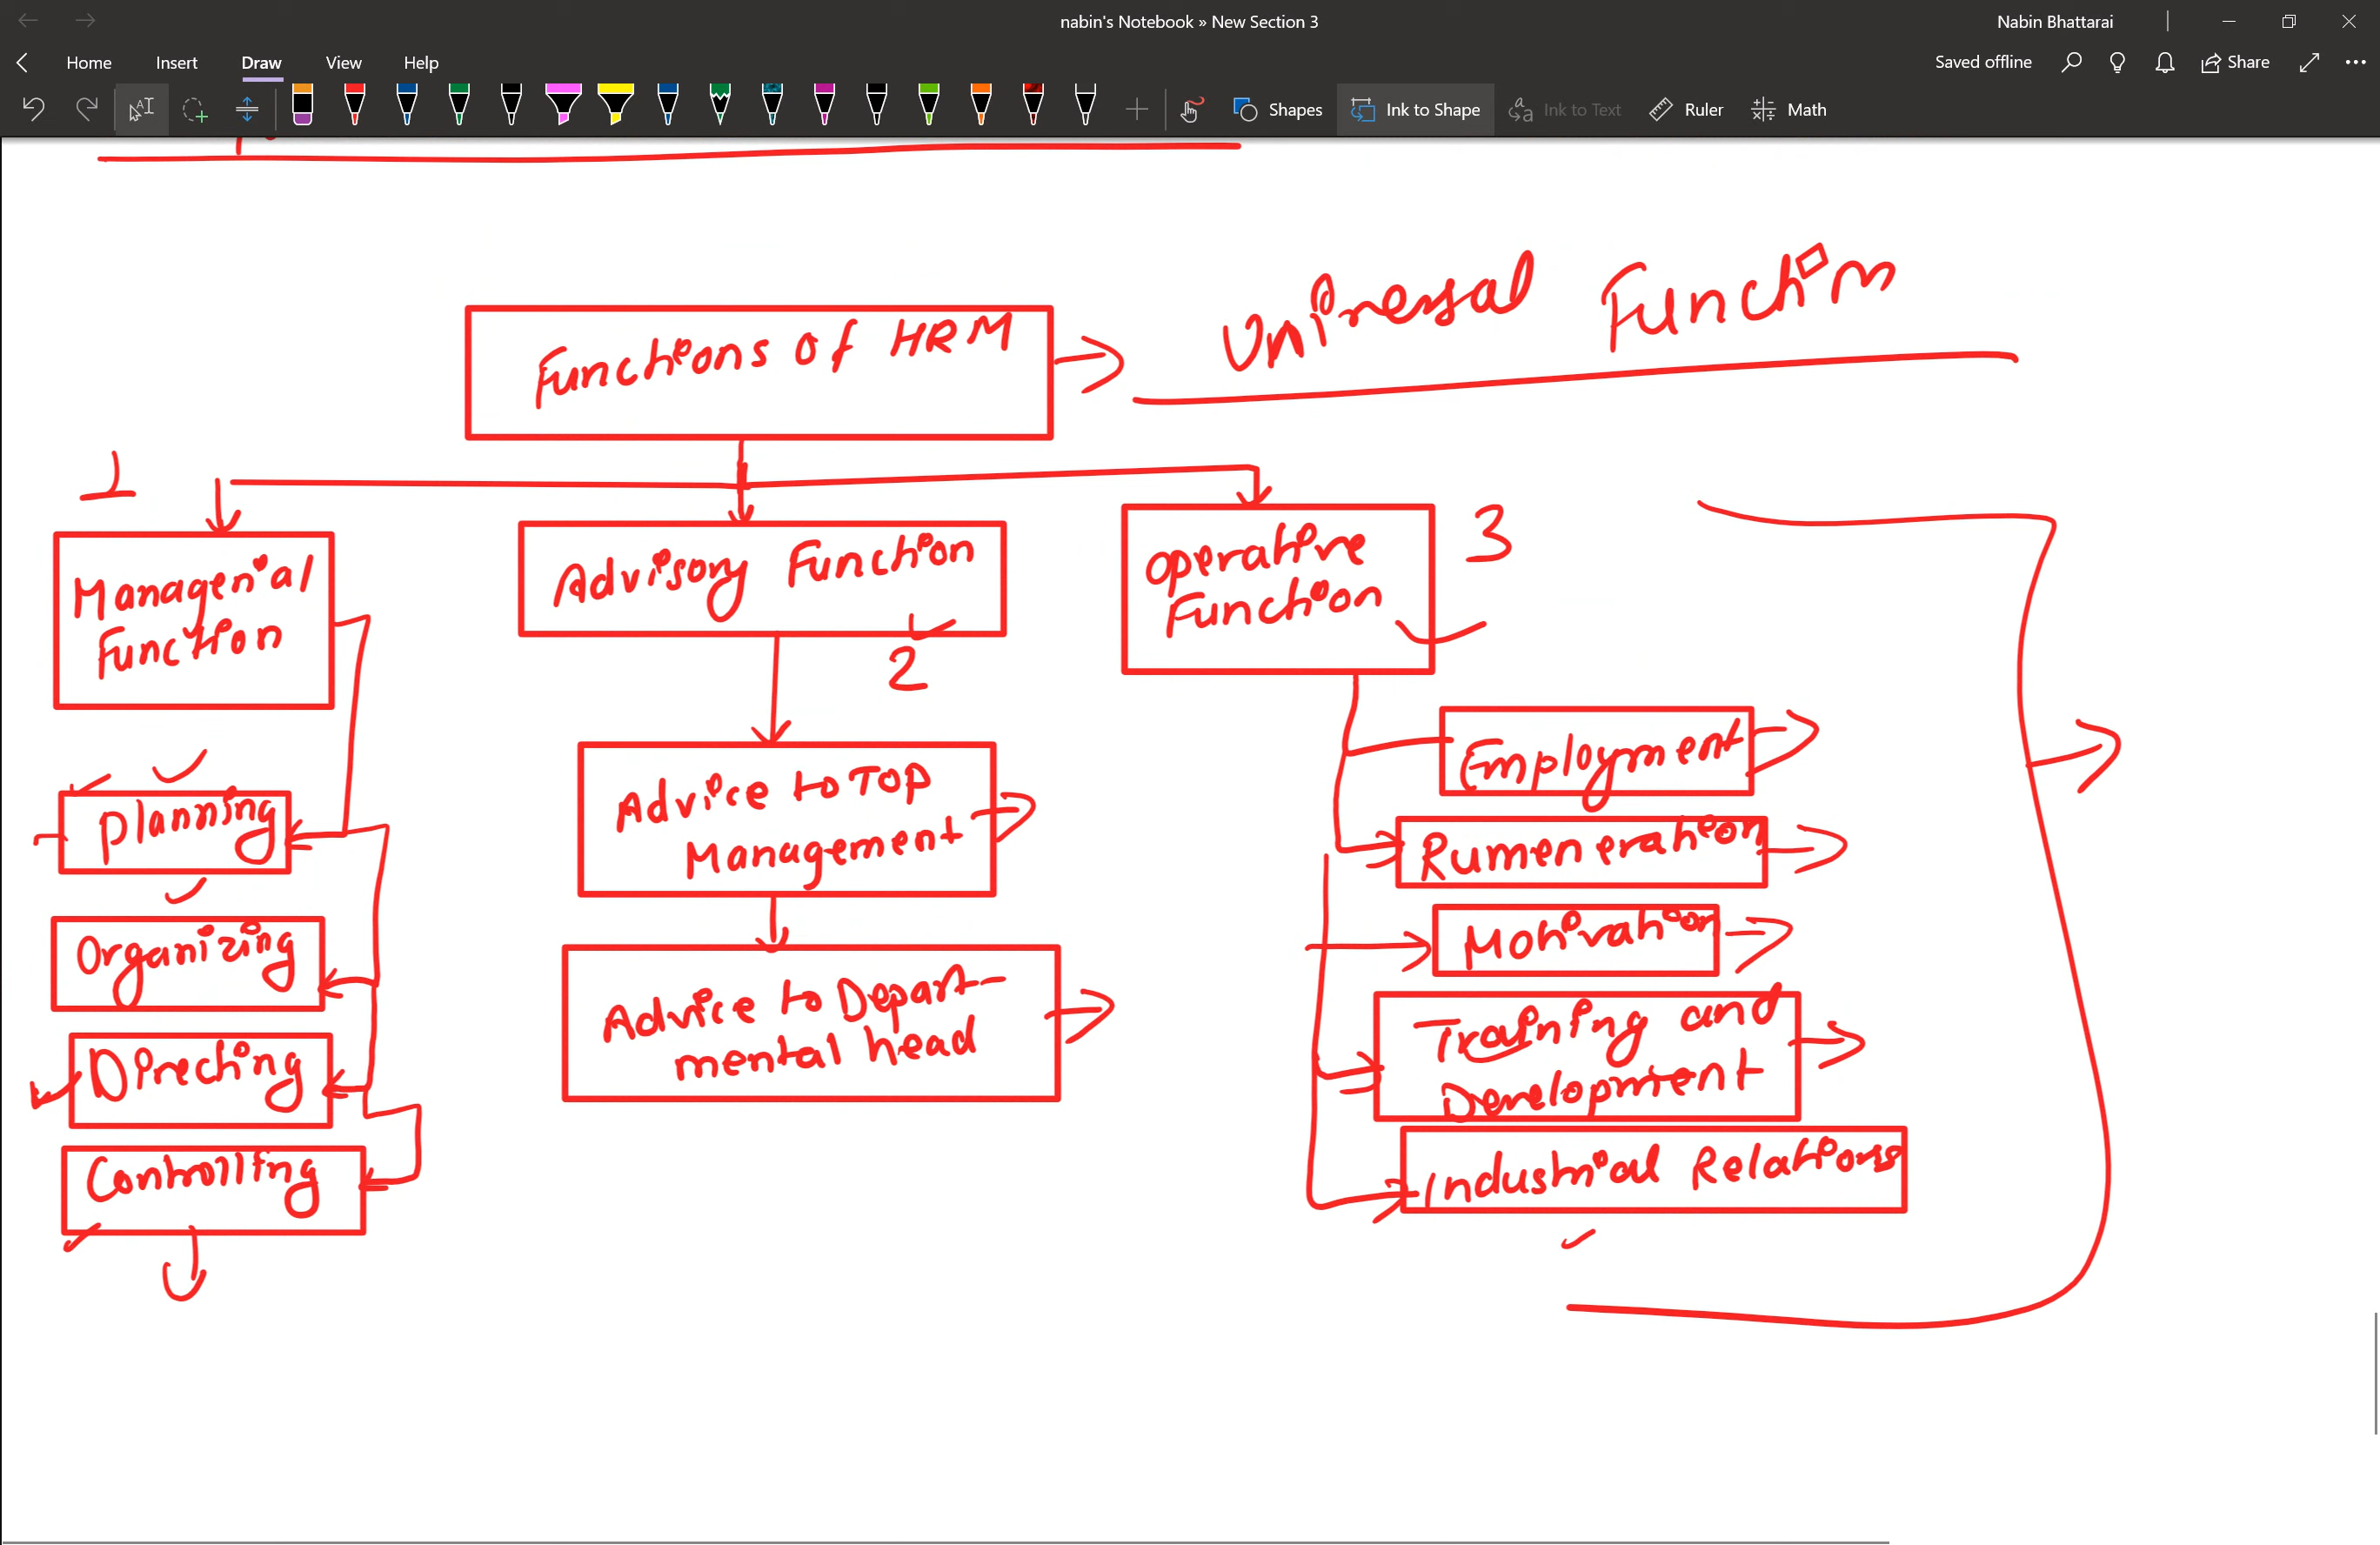 nabin's Notebook » New Section 3
Nabin Bhattarai
Home Insert Draw View Help
Saved offline
Share
Shapes
Ink to Shape
Ink to Text
Ruler
Math
Universal Function
Functions of HRM
1
Managerial
Function
Advisory Function
2
Operative
Function
3
Planning
Organizing
Directing
Controlling
Advice to TOP
Management
Advice to Depart-
mental head
Employment
Rumeneration
Motivation
Training and
Development
Industrial Relations